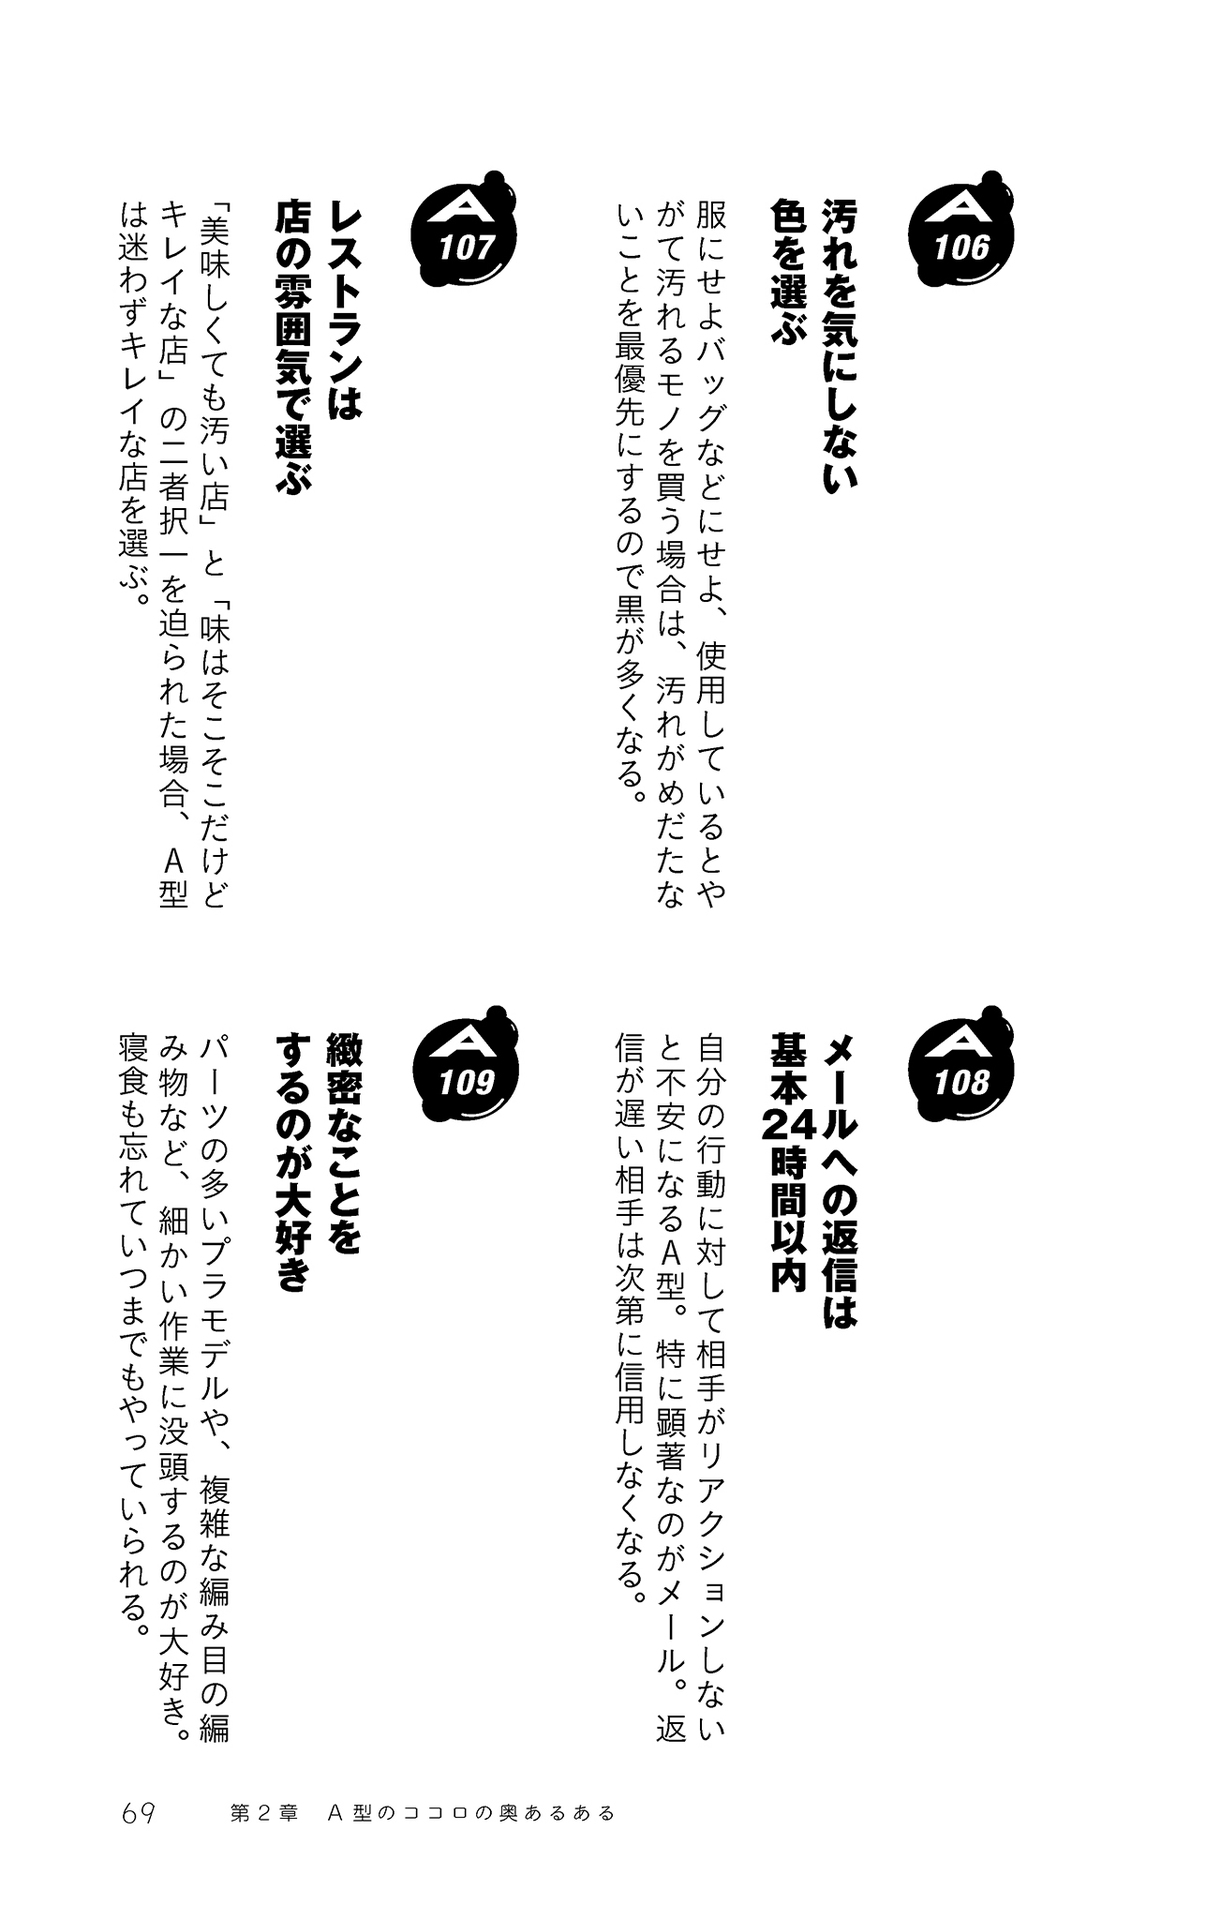 A
106
汚れを気にしない
色を選ぶ
服にせよバッグなどにせよ、使用しているとや
がて汚れるモノを買う場合は、汚れがめだたな
いことを最優先にするので黒が多くなる。
A
107
レストランは
店の雰囲気で選ぶ
「美味しくても汚い店」と「味はそこそこだけど
キレイな店」の二者択一を迫られた場合、A型
は迷わずキレイな店を選ぶ。
A
108
メールへの返信は
基本24時間以内
自分の行動に対して相手がリアクションしない
と不安になるA型。特に顕著なのがメール。返
信が遅い相手は次第に信用しなくなる。
A
109
緻密なことを
するのが大好き
パーツの多いプラモデルや、複雑な編み目の編
み物など、細かい作業に没頭するのが大好き。
寝食も忘れていつまでもやっていられる。
69 第2章 A型のココロの奥あるある